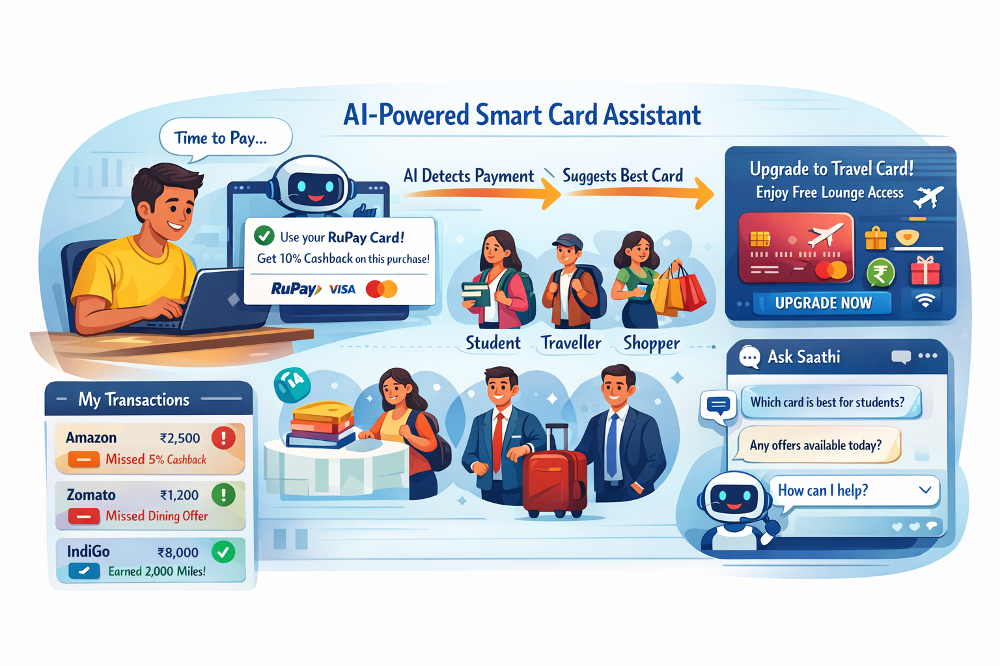 AI-Powered Smart Card Assistant
Time to Pay...
Use your RuPay Card!
Get 10% Cashback on this purchase!
RuPay VISA
AI Detects Payment
Suggests Best Card
Student
Traveller
Shopper
Upgrade to Travel Card!
Enjoy Free Lounge Access
₹
UPGRADE NOW
My Transactions
Amazon ₹2,500 !
Missed 5% Cashback
Zomato ₹1,200 !
Missed Dining Offer
IndiGo ₹8,000
Earned 2,000 Miles!
14
Ask Saathi
Which card is best for students?
Any offers available today?
How can I help?